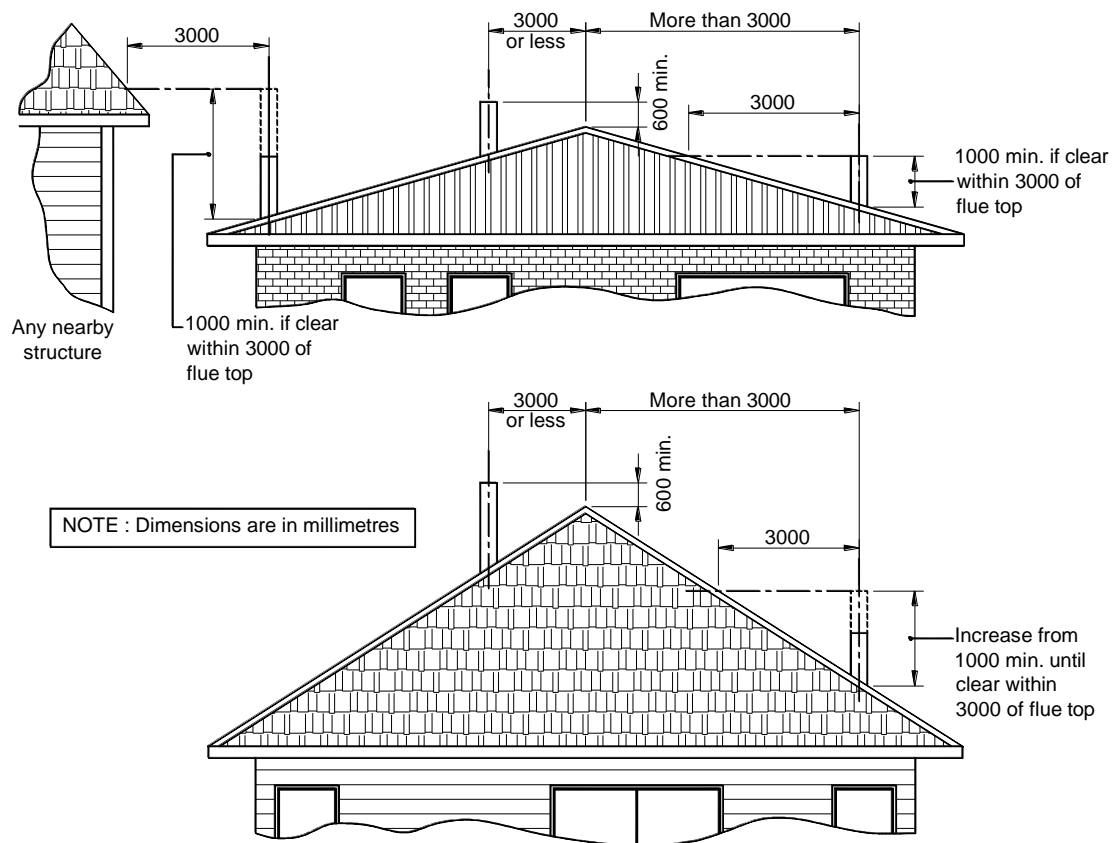 3000
3000
or less
More than 3000
600 min.
3000
1000 min. if clear
within 3000 of
flue top
Any nearby
structure
1000 min. if clear
within 3000 of
flue top
3000
or less
More than 3000
600 min.
NOTE : Dimensions are in millimetres
3000
Increase from
1000 min. until
clear within
3000 of flue top